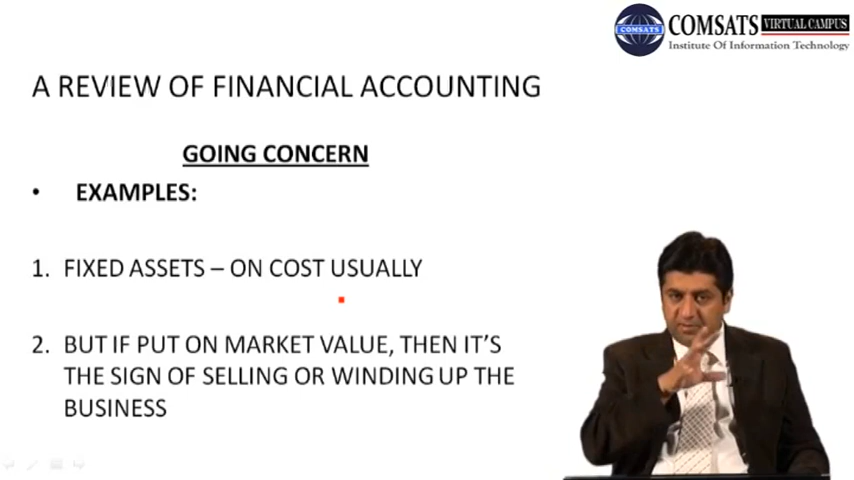 COMSATS
COMSATS VIRTUAL CAMPUS
Institute Of Information Technology
A REVIEW OF FINANCIAL ACCOUNTING
GOING CONCERN
• EXAMPLES:
1. FIXED ASSETS – ON COST USUALLY
2. BUT IF PUT ON MARKET VALUE, THEN IT'S
THE SIGN OF SELLING OR WINDING UP THE
BUSINESS